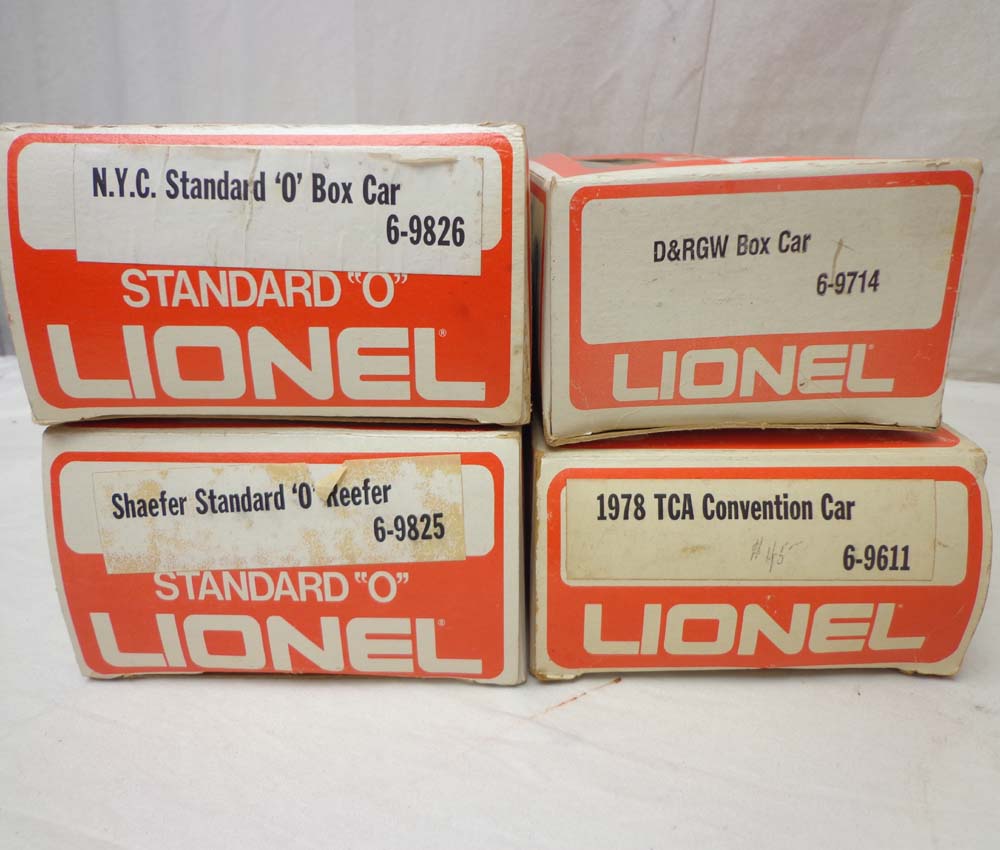 N.Y.C. Standard 'O' Box Car
6-9826
STANDARD "O"
LIONEL®
D&RGW Box Car
6-9714
LIONEL®
Shaefer Standard 'O' Reefer
6-9825
STANDARD "O"
LIONEL®
1978 TCA Convention Car
# 45
6-9611
LIONEL